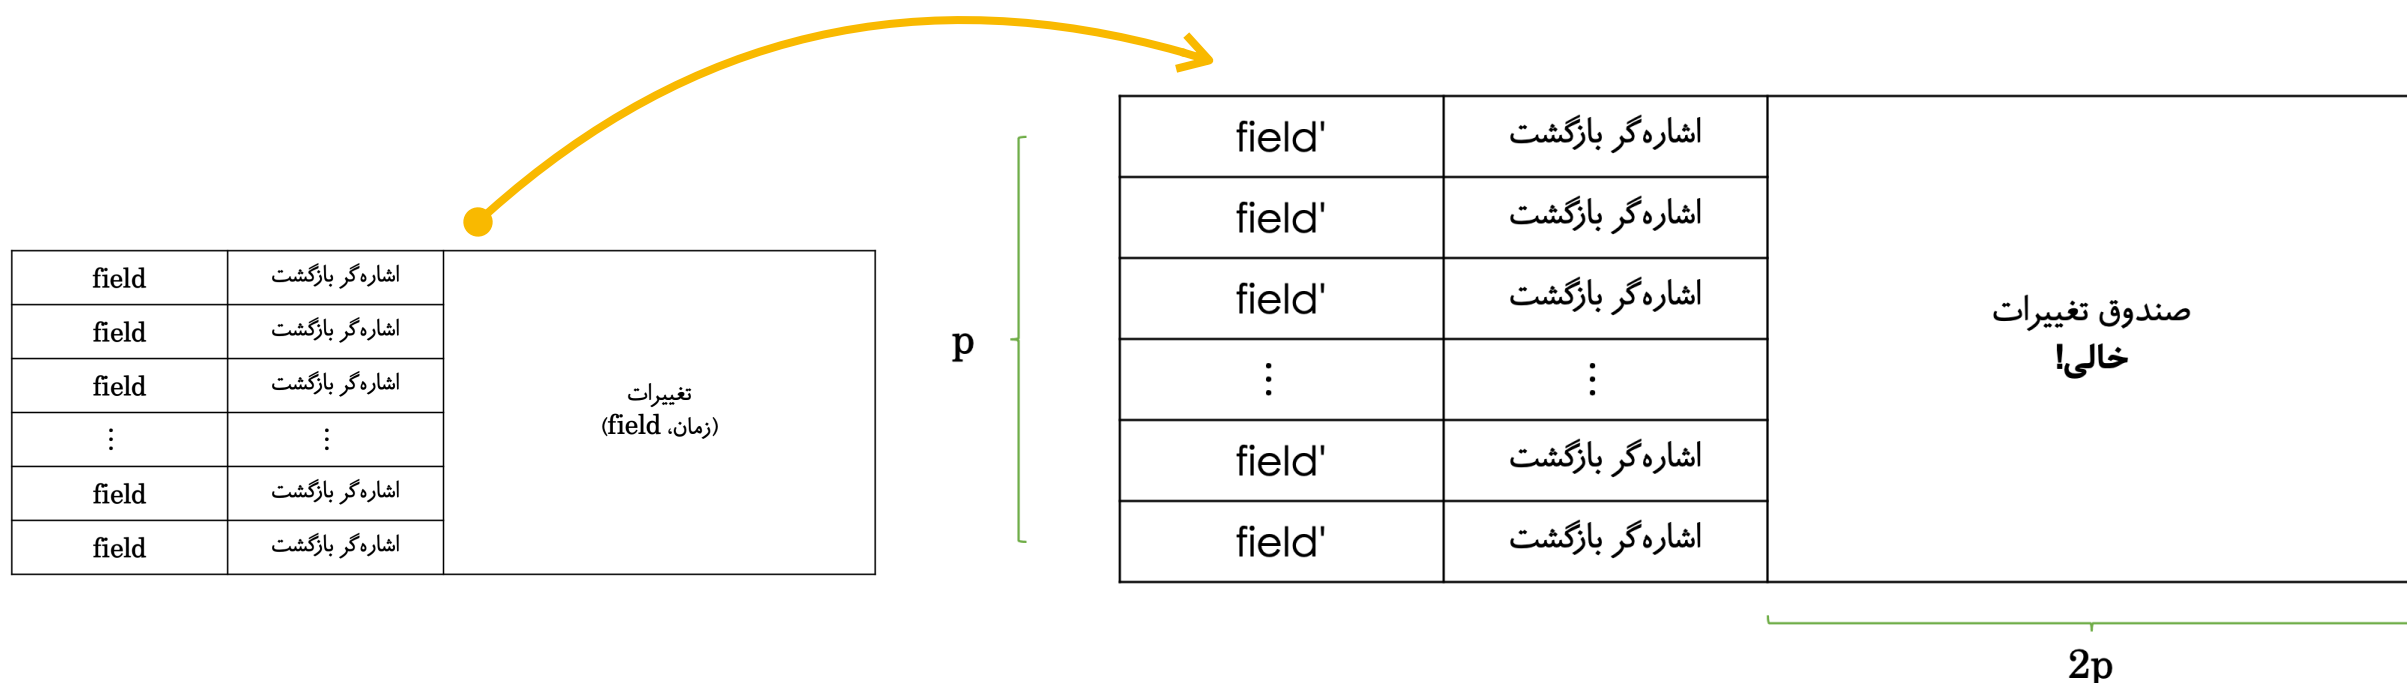 field اشاره‌گر بازگشت
field اشاره‌گر بازگشت
field اشاره‌گر بازگشت
⋮ ⋮
field اشاره‌گر بازگشت
field اشاره‌گر بازگشت
تغییرات
(زمان، field)
p
field' اشاره‌گر بازگشت
field' اشاره‌گر بازگشت
field' اشاره‌گر بازگشت
⋮ ⋮
field' اشاره‌گر بازگشت
field' اشاره‌گر بازگشت
صندوق تغییرات
خالی!
2p